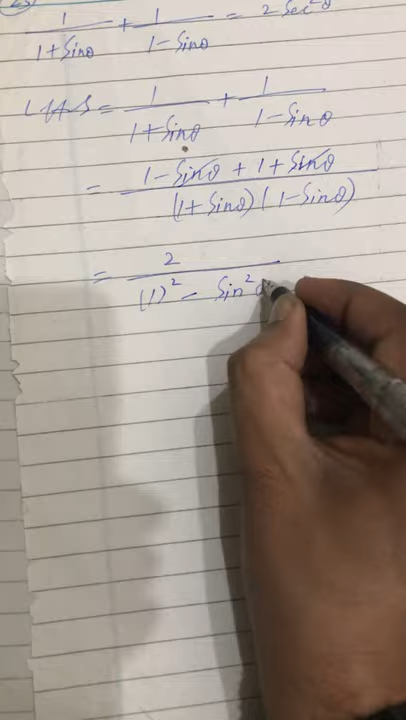 23)
1/(1+Sinθ) + 1/(1-Sinθ) = 2 Sec²θ
LHS = 1/(1+Sinθ) + 1/(1-Sinθ)
= (1-Sinθ + 1+Sinθ)/((1+Sinθ)(1-Sinθ))
= 2/((1)² - Sin²θ)